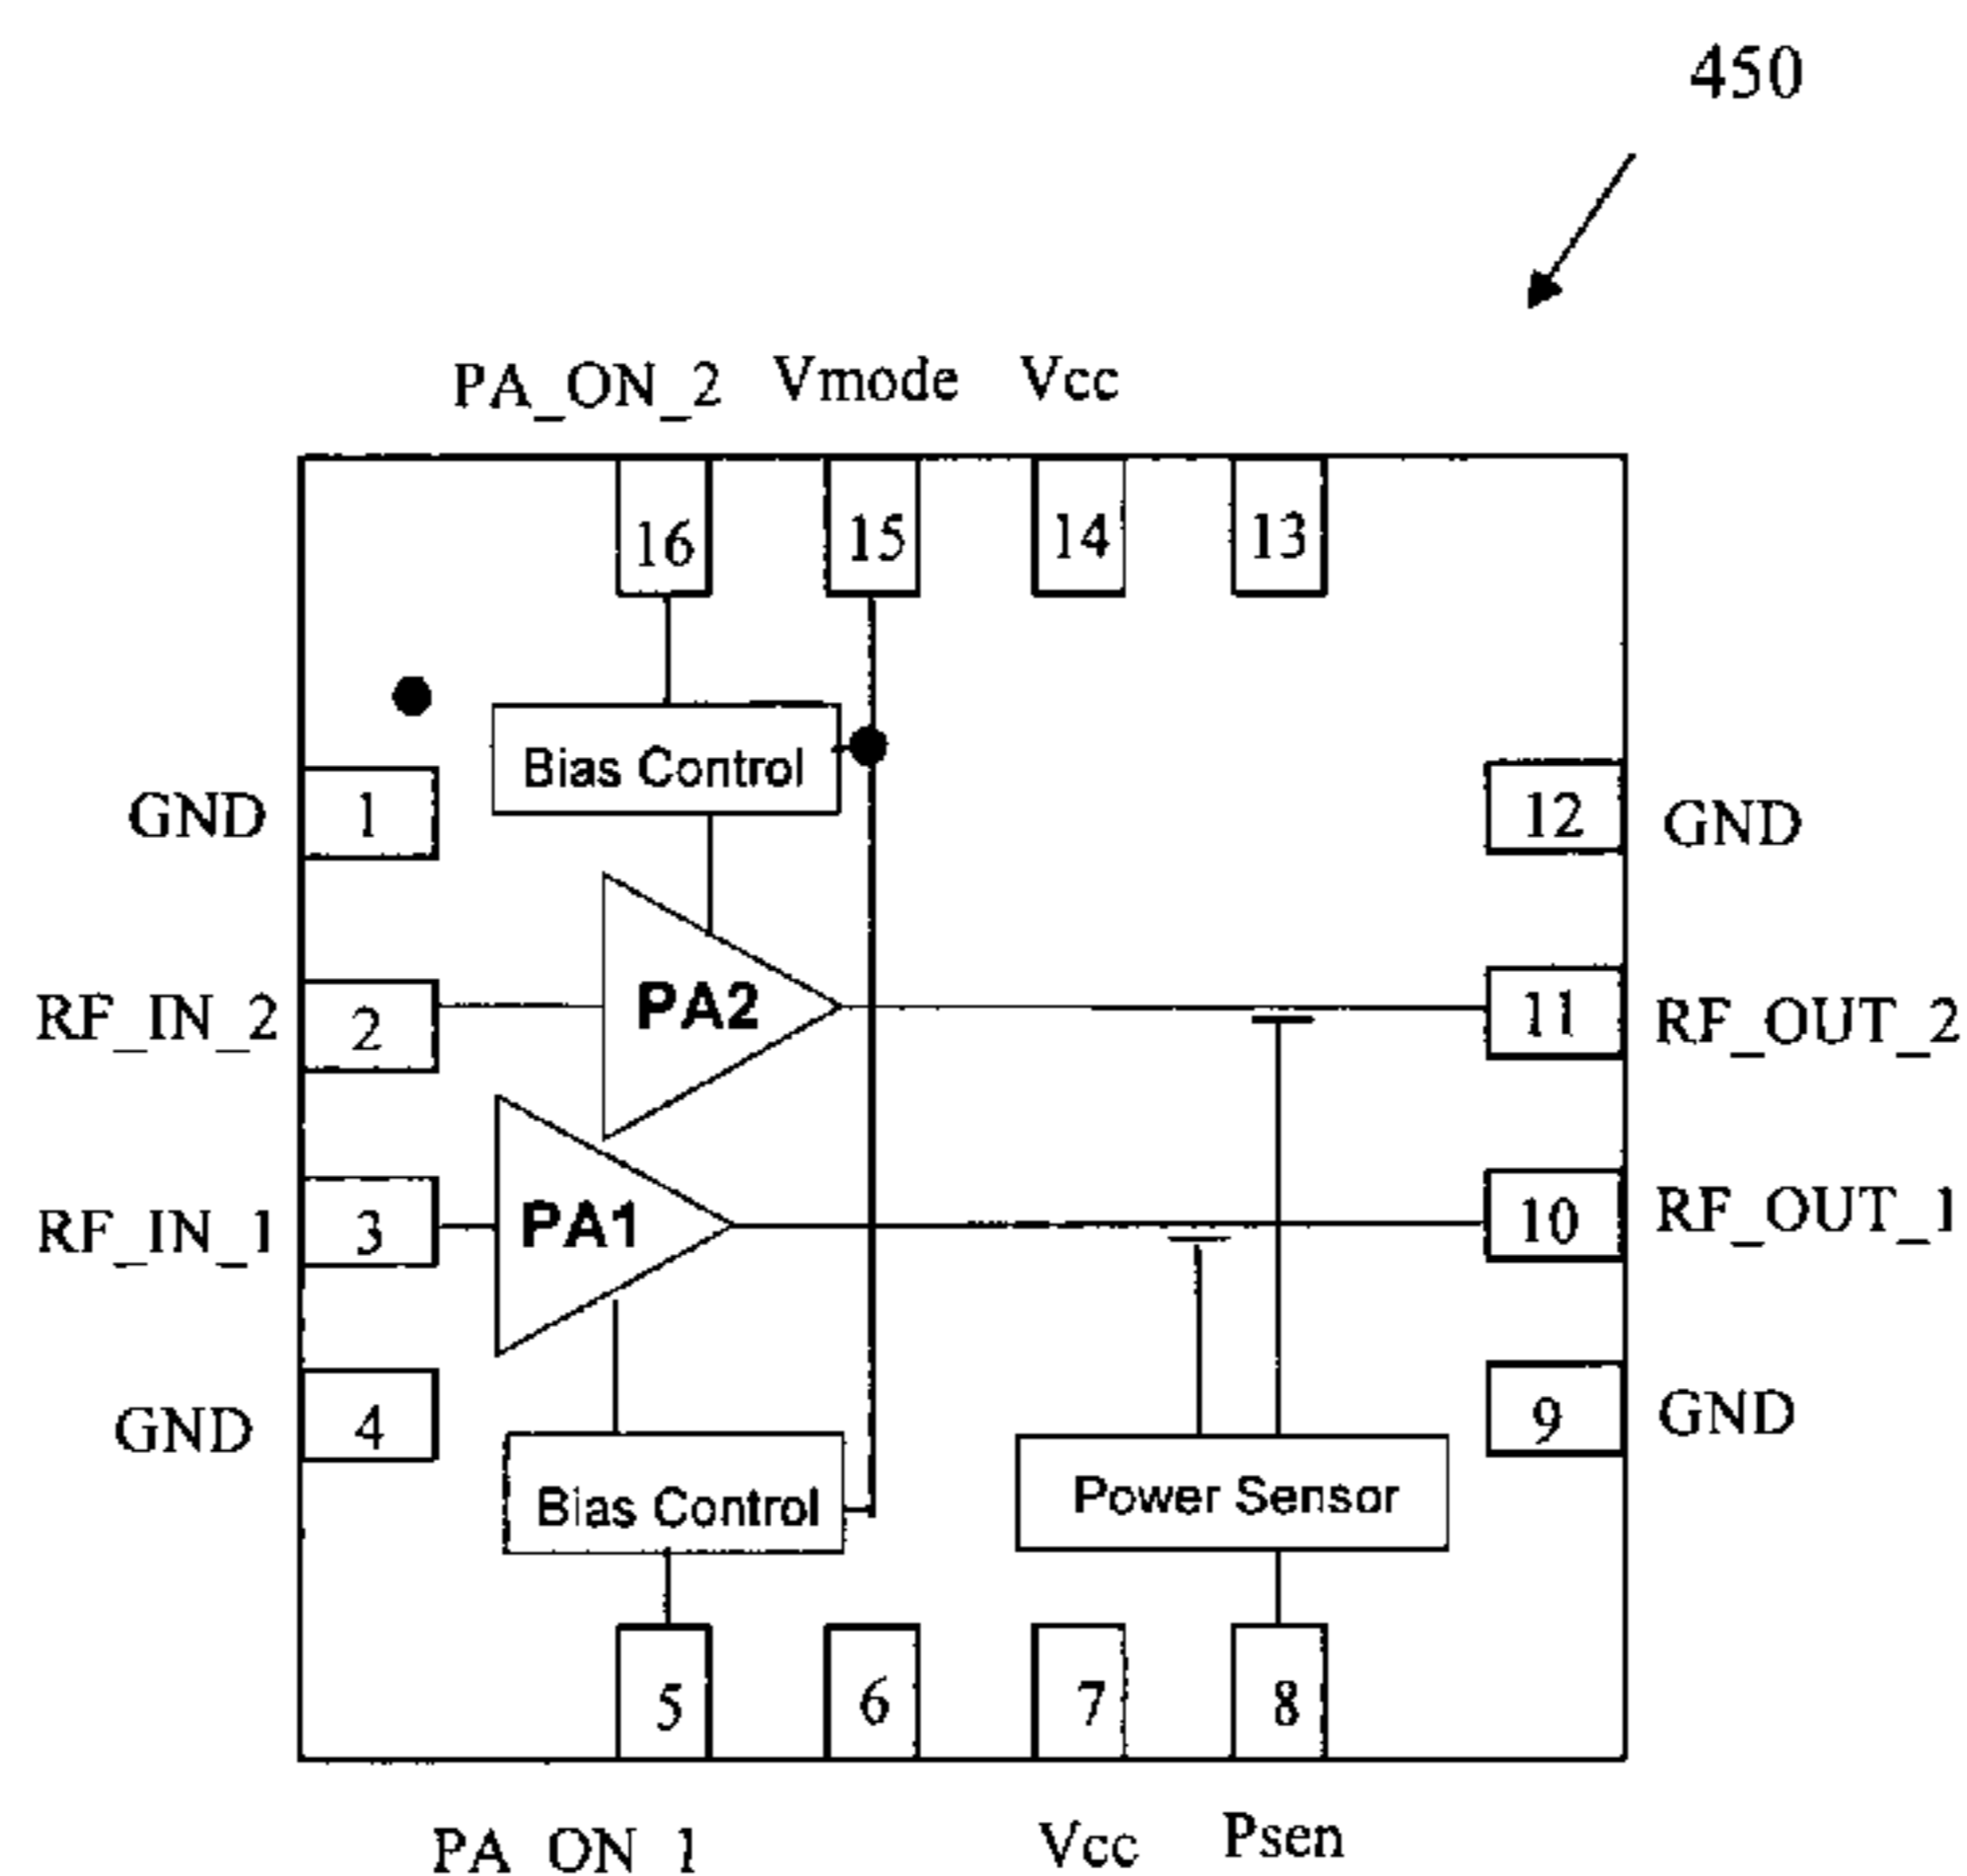 450
PA_ON_2 Vmode Vcc
16 15 14 13
Bias Control
GND 1 12 GND
RF_IN_2 2 PA2 11 RF_OUT_2
RF_IN_1 3 PA1 10 RF_OUT_1
GND 4 9 GND
Bias Control Power Sensor
5 6 7 8
PA_ON_1 Vcc Psen